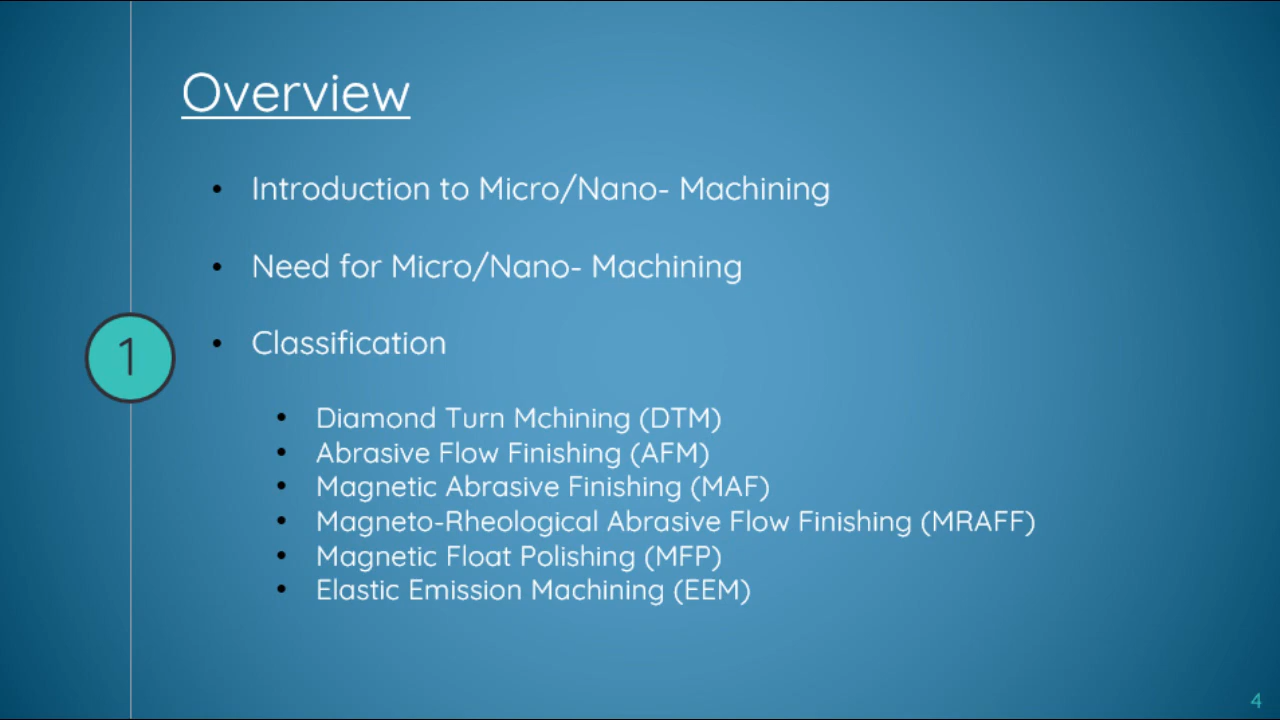 Overview
• Introduction to Micro/Nano- Machining
• Need for Micro/Nano- Machining
1
• Classification
• Diamond Turn Mchining (DTM)
• Abrasive Flow Finishing (AFM)
• Magnetic Abrasive Finishing (MAF)
• Magneto-Rheological Abrasive Flow Finishing (MRAFF)
• Magnetic Float Polishing (MFP)
• Elastic Emission Machining (EEM)
4